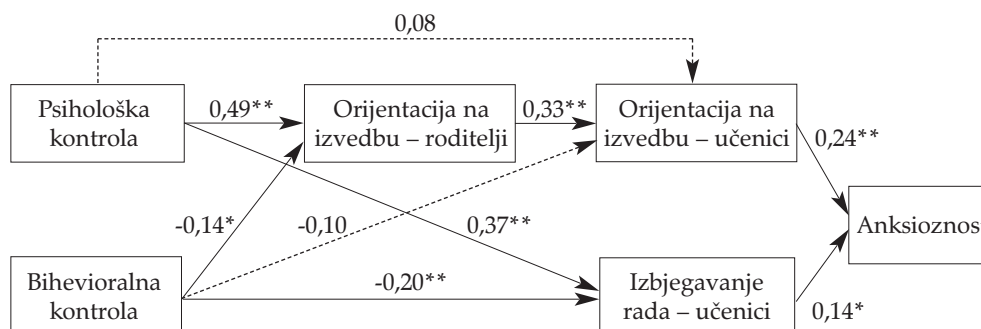 0,08
Psihološka
kontrola
0,49**
Orijentacija na
izvedbu – roditelji
0,33**
Orijentacija na
izvedbu – učenici
0,24**
-0,14*
-0,10
0,37**
Anksioznost
Bihevioralna
kontrola
-0,20**
Izbjegavanje
rada – učenici
0,14*